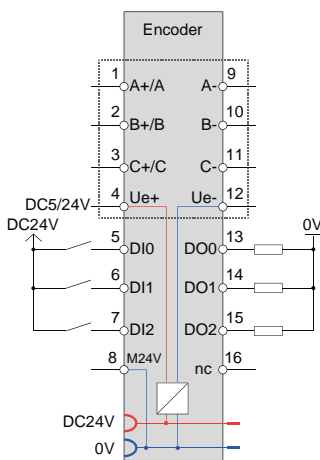 Encoder
1 A+/A A- 9
2 B+/B B- 10
3 C+/C C- 11
DC5/24V 4 Ue+ Ue- 12
DC24V 0V
5 DI0 DO0 13
6 DI1 DO1 14
7 DI2 DO2 15
8 M24V nc 16
DC24V
0V